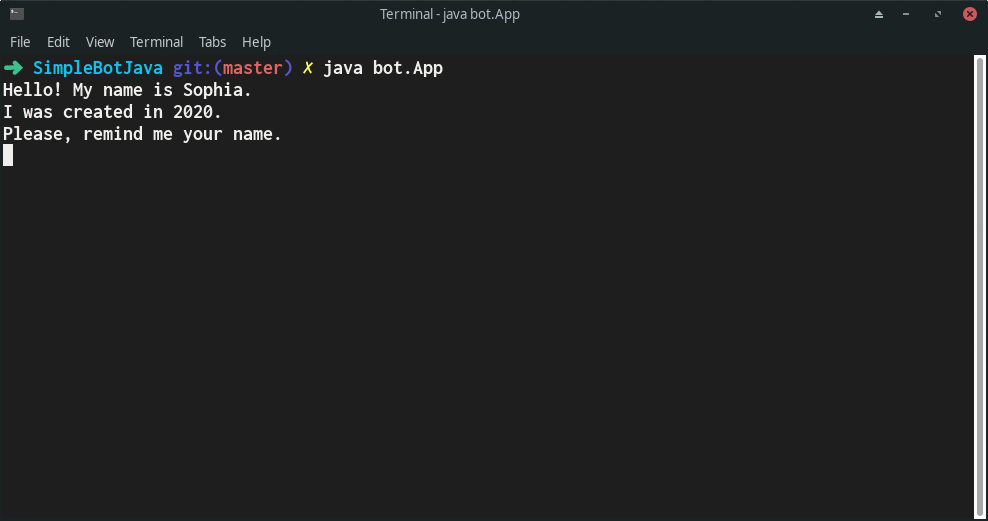 Terminal - java bot.App
File Edit View Terminal Tabs Help
➜ SimpleBotJava git:(master) ✗ java bot.App
Hello! My name is Sophia.
I was created in 2020.
Please, remind me your name.